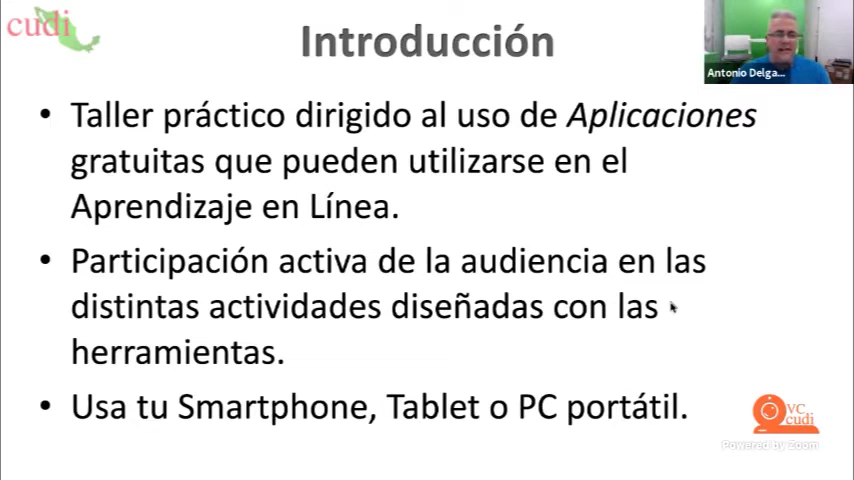 cudi
Introducción
Antonio Delga...
• Taller práctico dirigido al uso de Aplicaciones
gratuitas que pueden utilizarse en el
Aprendizaje en Línea.
• Participación activa de la audiencia en las
distintas actividades diseñadas con las
herramientas.
• Usa tu Smartphone, Tablet o PC portátil.
VC
cudi
Powered by Zoom